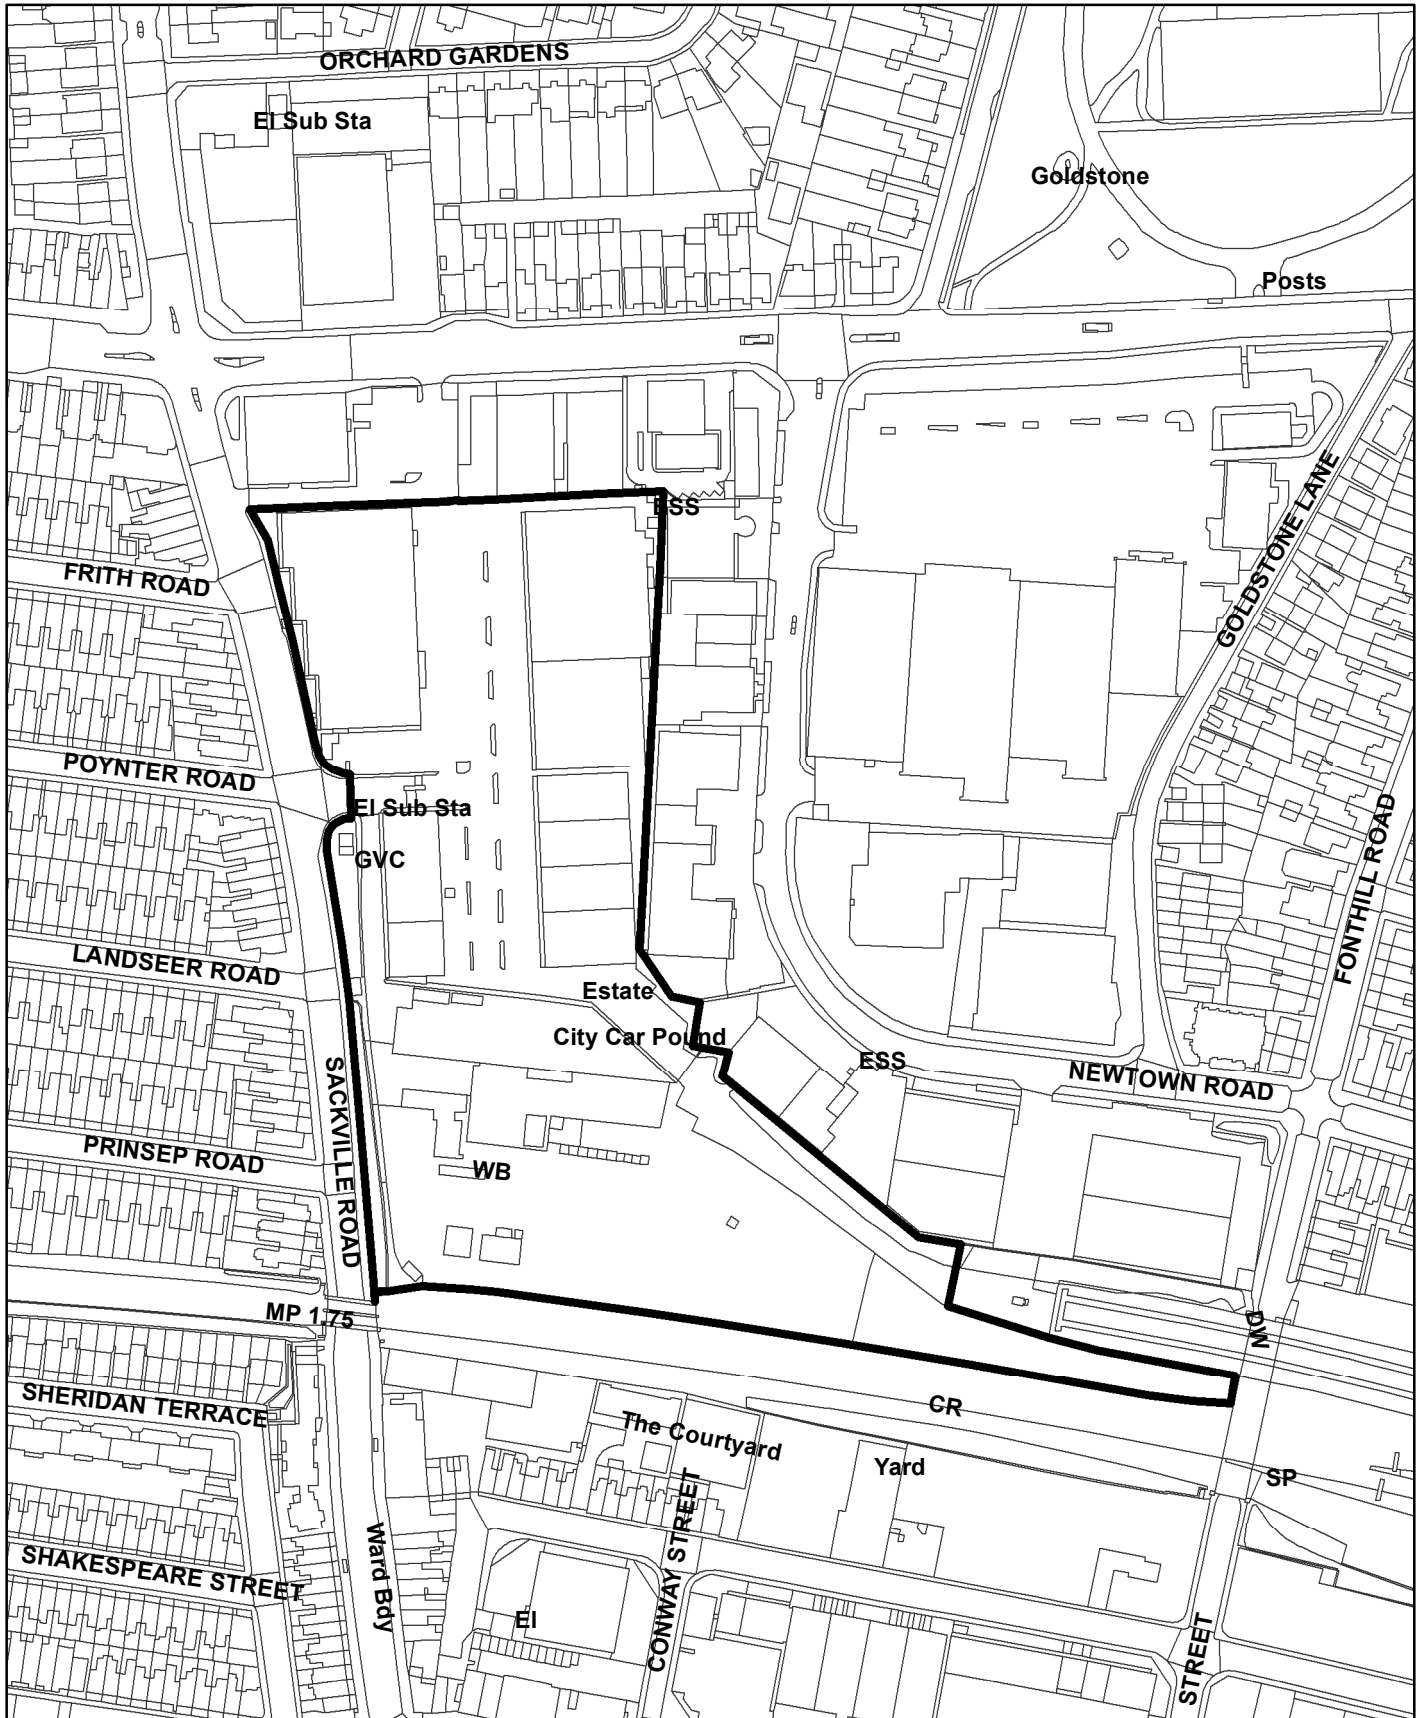 ORCHARD GARDENS
El Sub Sta
Goldstone
Posts
ESS
GOLDSTONE LANE
FRITH ROAD
POYNTER ROAD
El Sub Sta
GVC
FONTHILL ROAD
LANDSEER ROAD
Estate
City Car Pound
ESS
NEWTOWN ROAD
SACKVILLE ROAD
PRINSEP ROAD
WB
MP 1.75
DW
SHERIDAN TERRACE
CR
The Courtyard
Yard
SP
CONWAY STREET
Ward Bdy
SHAKESPEARE STREET
El
STREET